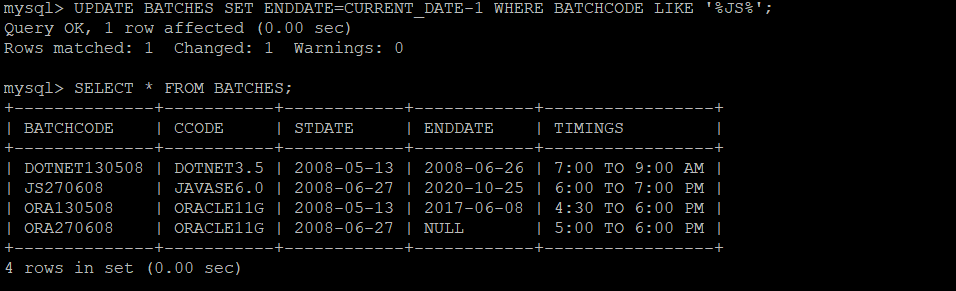 mysql> UPDATE BATCHES SET ENDDATE=CURRENT_DATE-1 WHERE BATCHCODE LIKE '%JS%';
Query OK, 1 row affected (0.00 sec)
Rows matched: 1  Changed: 1  Warnings: 0

mysql> SELECT * FROM BATCHES;
+--------------+-----------+------------+------------+-----------------+
| BATCHCODE    | CCODE     | STDATE     | ENDDATE    | TIMINGS         |
+--------------+-----------+------------+------------+-----------------+
| DOTNET130508 | DOTNET3.5 | 2008-05-13 | 2008-06-26 | 7:00 TO 9:00 AM |
| JS270608     | JAVASE6.0 | 2008-06-27 | 2020-10-25 | 6:00 TO 7:00 PM |
| ORA130508    | ORACLE11G | 2008-05-13 | 2017-06-08 | 4:30 TO 6:00 PM |
| ORA270608    | ORACLE11G | 2008-06-27 | NULL       | 5:00 TO 6:00 PM |
+--------------+-----------+------------+------------+-----------------+
4 rows in set (0.00 sec)